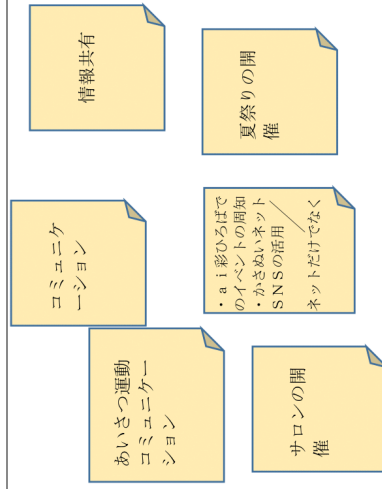 あいさつ運動
コミュニケー
ション
コミュニケ
ーション
情報共有
サロンの開
催
・ａｉ彩ひろばで
のイベントの周知
・かさぬいネット
ＳＮＳの活用
ネットだけでなく
夏祭りの開
催